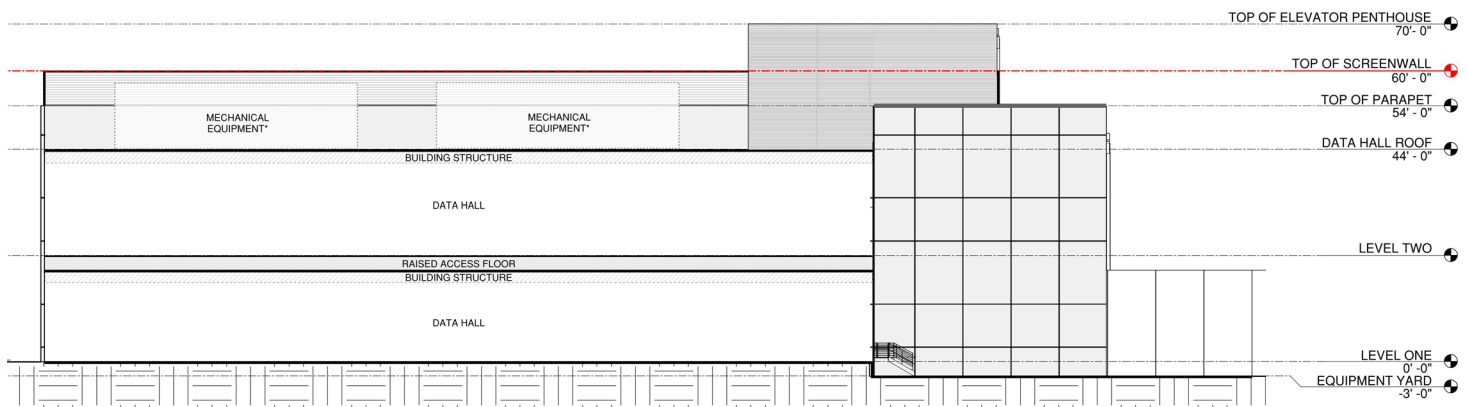 TOP OF ELEVATOR PENTHOUSE
70'- 0"
TOP OF SCREENWALL
60' - 0"
TOP OF PARAPET
54' - 0"
MECHANICAL
EQUIPMENT*
MECHANICAL
EQUIPMENT*
DATA HALL ROOF
44' - 0"
BUILDING STRUCTURE
DATA HALL
LEVEL TWO
RAISED ACCESS FLOOR
BUILDING STRUCTURE
DATA HALL
LEVEL ONE
0' -0"
EQUIPMENT YARD
-3' -0"